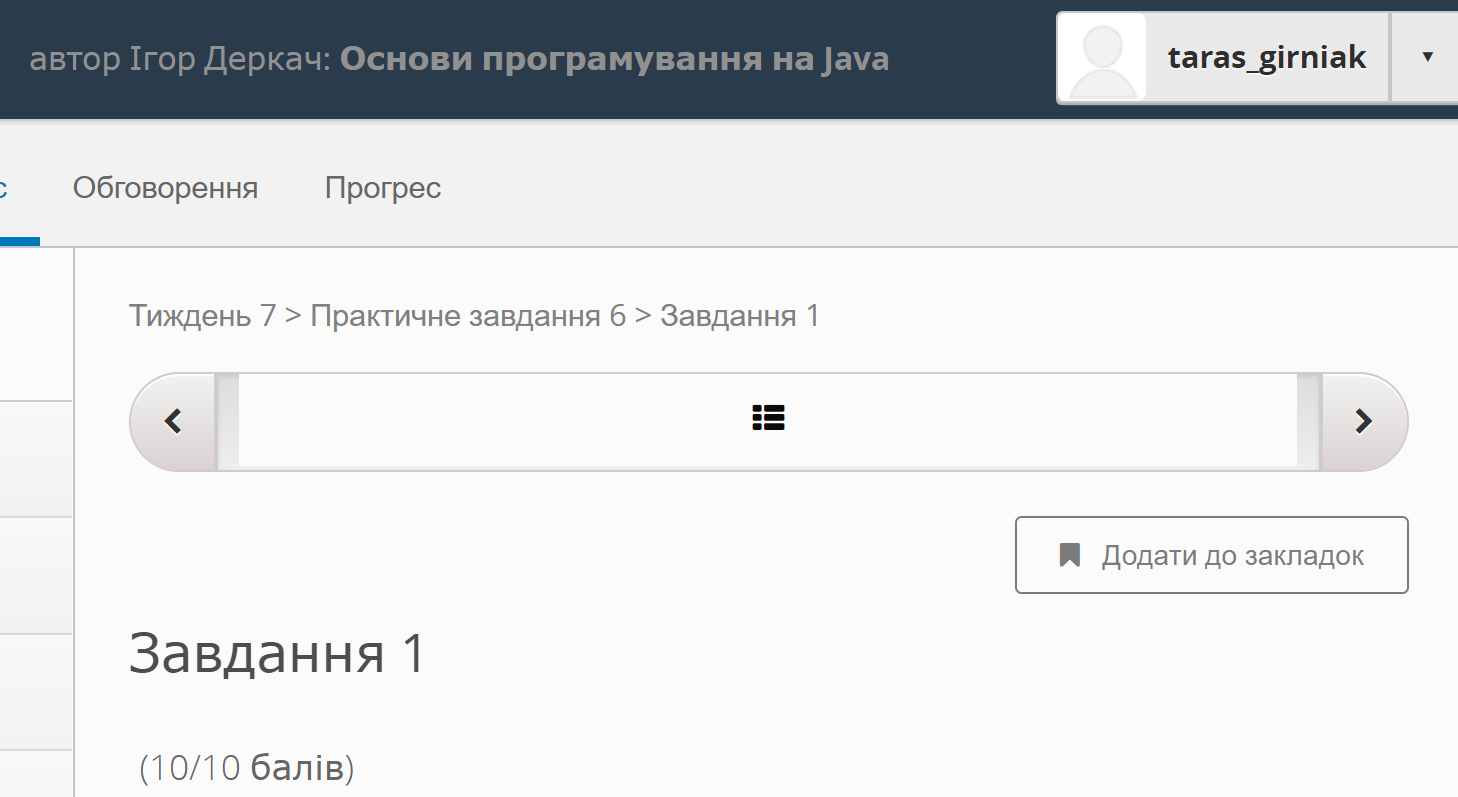 автор Ігор Деркач: Основи програмування на Java
taras_girniak
с Обговорення Прогрес
Тиждень 7 > Практичне завдання 6 > Завдання 1
Додати до закладок
Завдання 1
(10/10 балів)